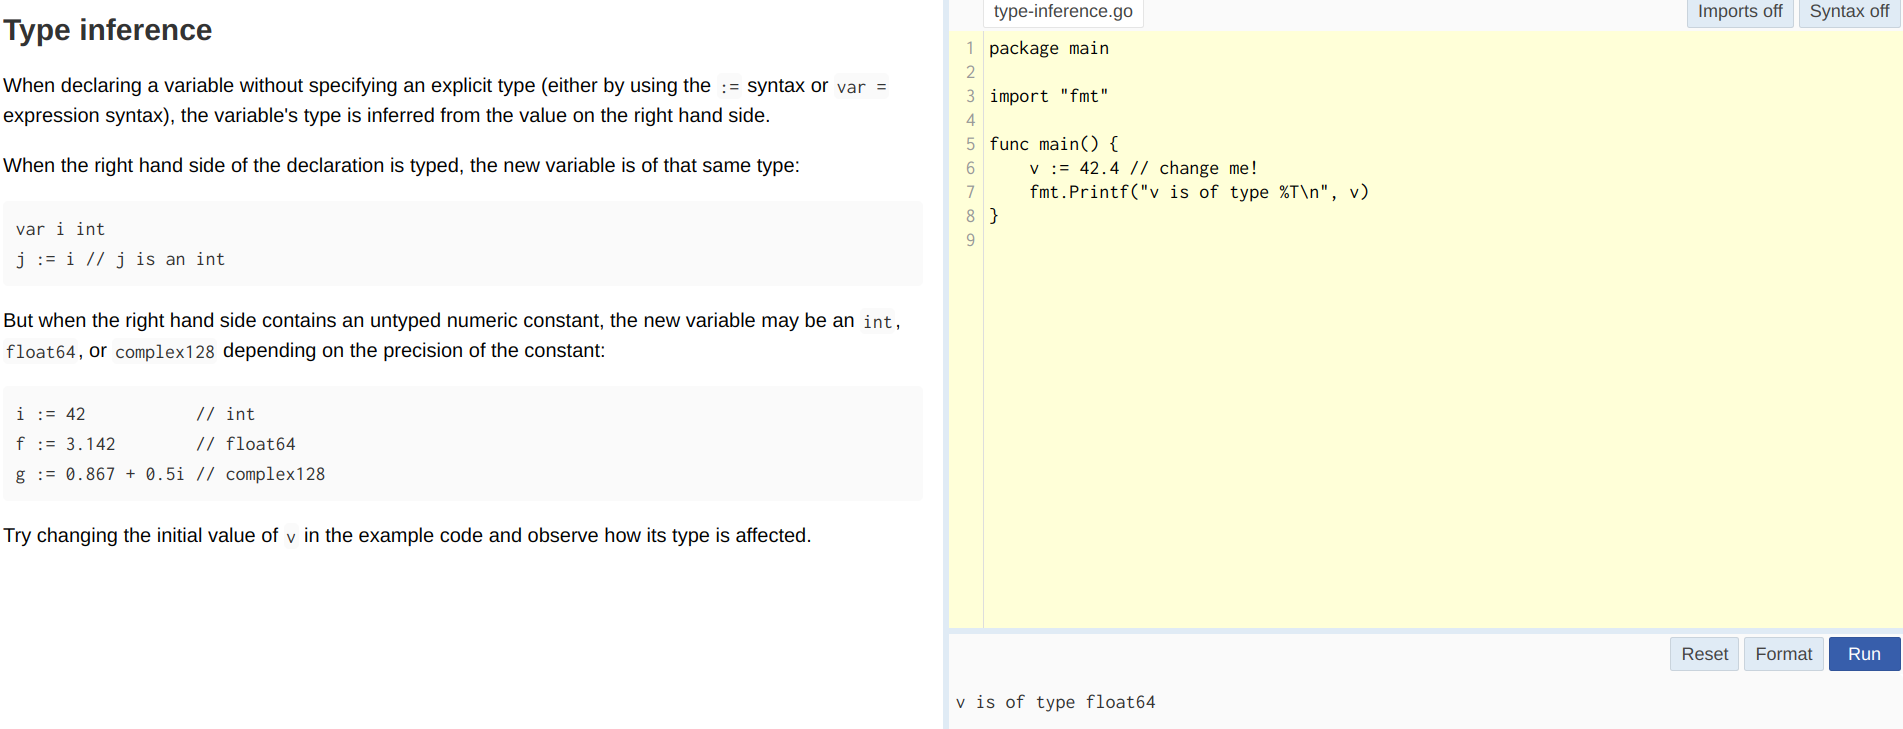 Type inference
When declaring a variable without specifying an explicit type (either by using the := syntax or var =
expression syntax), the variable's type is inferred from the value on the right hand side.
When the right hand side of the declaration is typed, the new variable is of that same type:
var i int
j := i // j is an int
But when the right hand side contains an untyped numeric constant, the new variable may be an int,
float64, or complex128 depending on the precision of the constant:
i := 42           // int
f := 3.142        // float64
g := 0.867 + 0.5i // complex128
Try changing the initial value of v in the example code and observe how its type is affected.
type-inference.go
Imports off
Syntax off
1 package main
2
3 import "fmt"
4
5 func main() {
6     v := 42.4 // change me!
7     fmt.Printf("v is of type %T\n", v)
8 }
9
Reset
Format
Run
v is of type float64